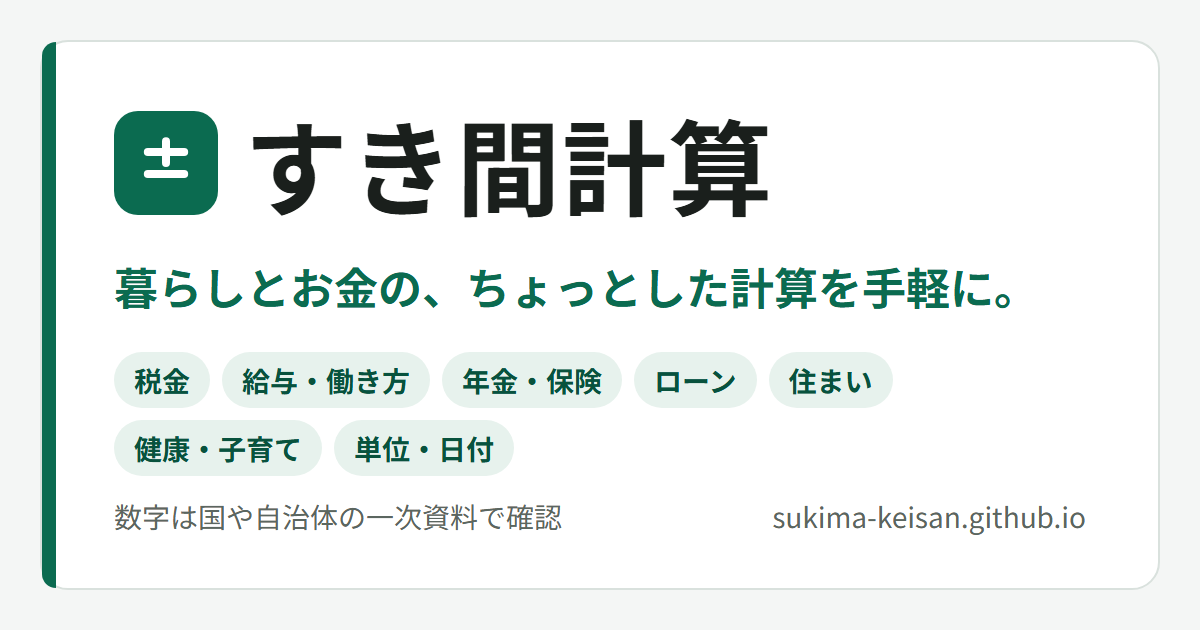 すき間計算
暮らしとお金の、ちょっとした計算を手軽に。
税金 給与・働き方 年金・保険 ローン 住まい
健康・子育て 単位・日付
数字は国や自治体の一次資料で確認 sukima-keisan.github.io